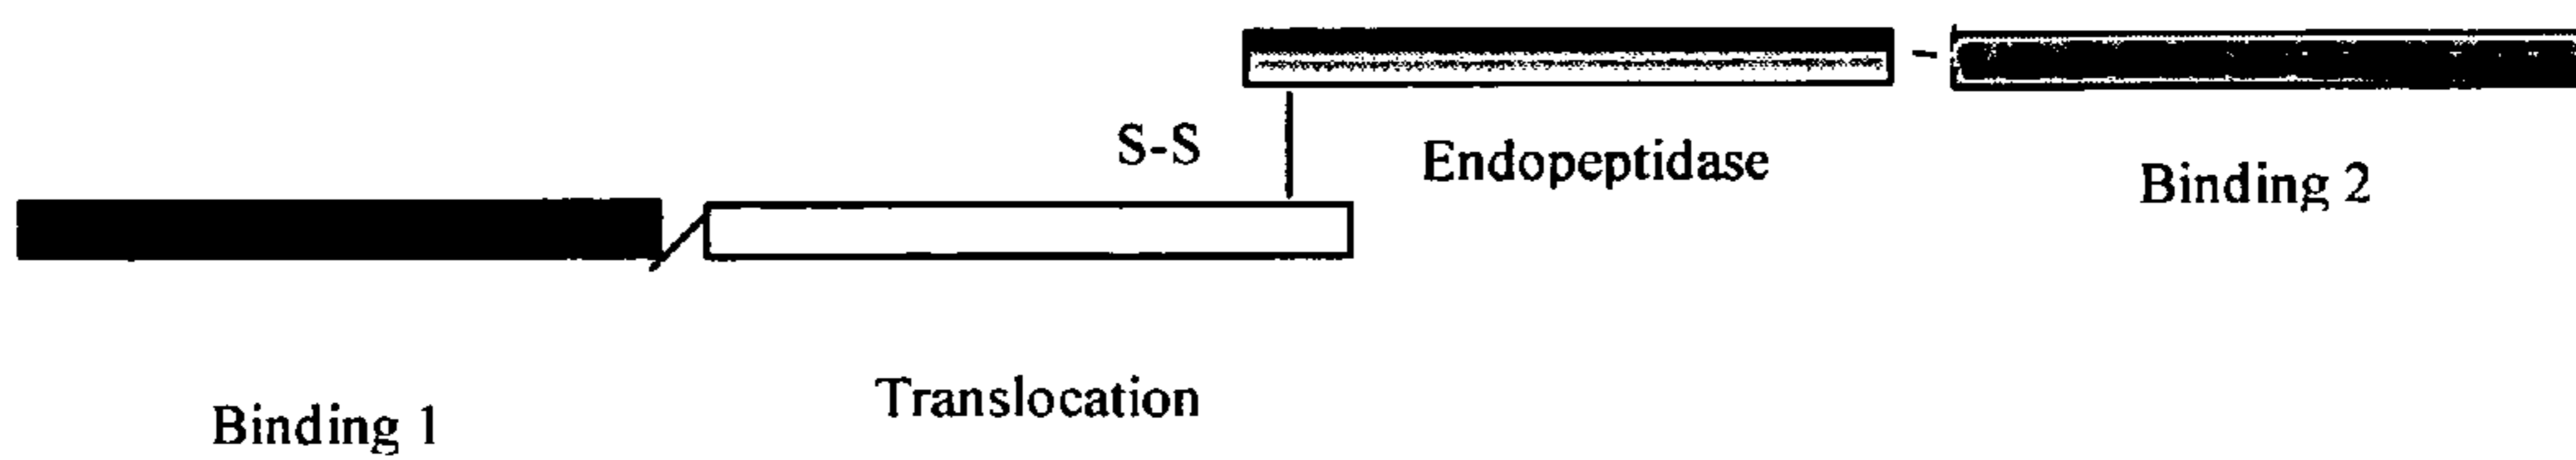 S-S
Endopeptidase
Binding 2
Translocation
Binding 1